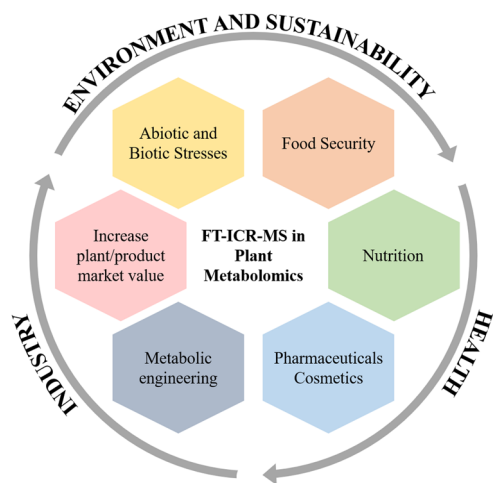 ENVIRONMENT AND SUSTAINABILITY
Abiotic and
Biotic Stresses
Food Security
Increase
plant/product
market value
FT-ICR-MS in
Plant
Metabolomics
Nutrition
Metabolic
engineering
Pharmaceuticals
Cosmetics
INDUSTRY
HEALTH